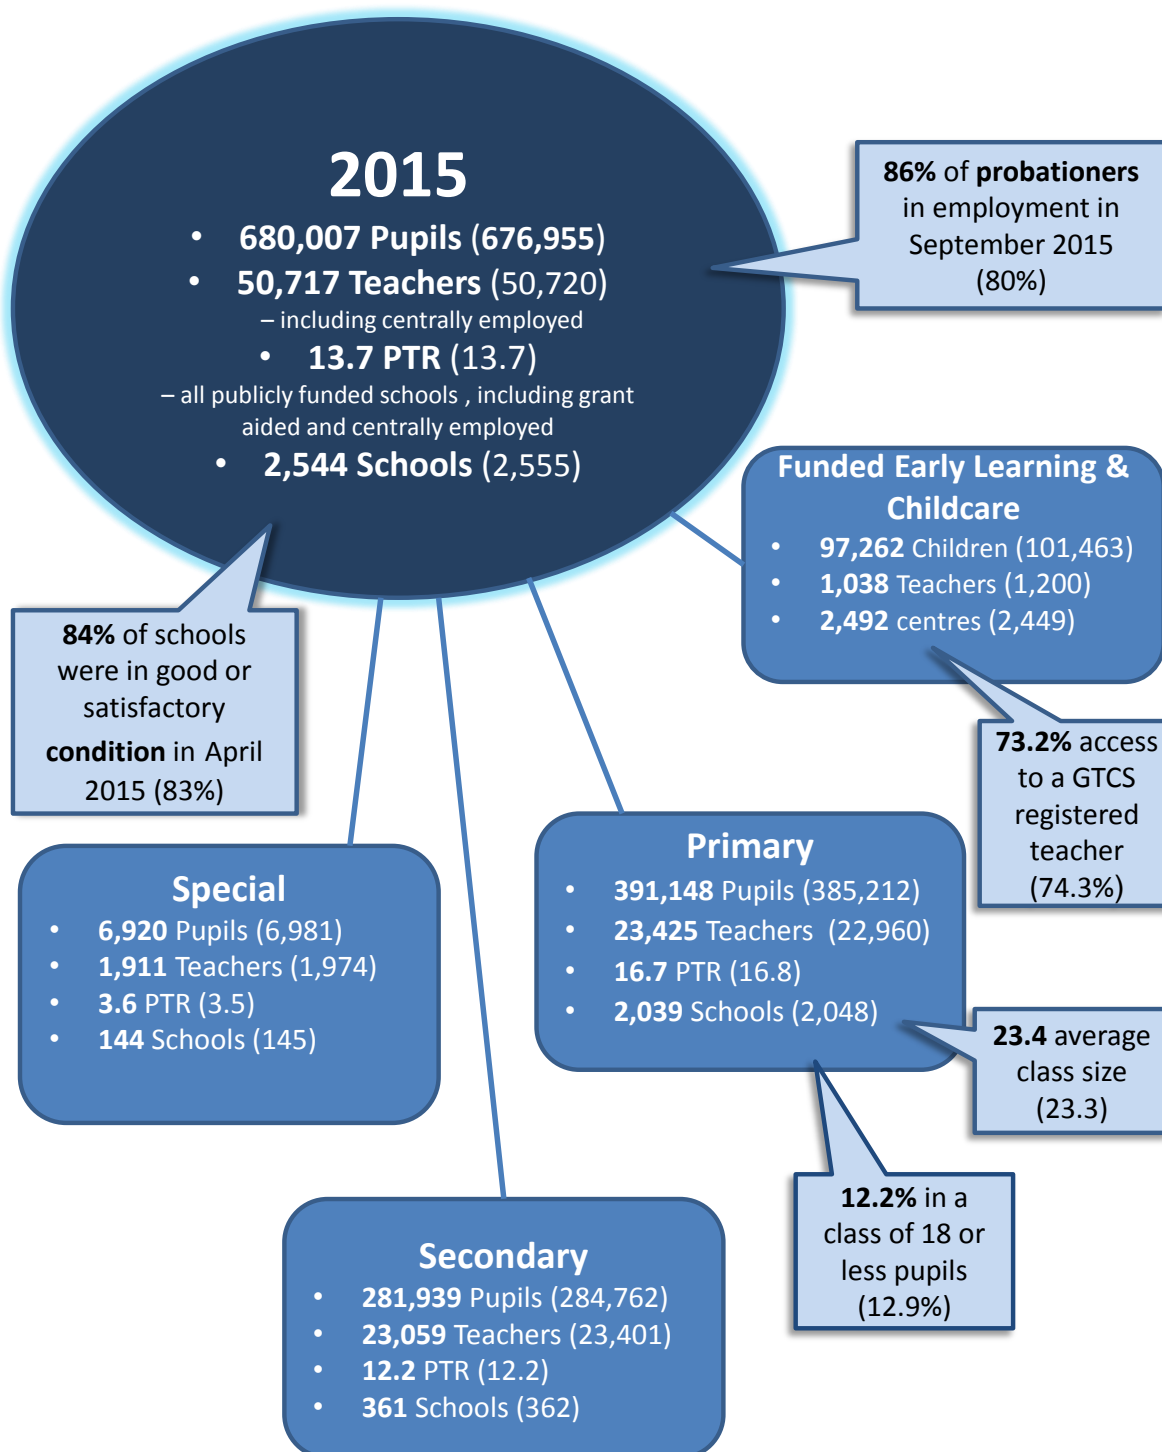 2015
• 680,007 Pupils (676,955)
• 50,717 Teachers (50,720)
– including centrally employed
• 13.7 PTR (13.7)
– all publicly funded schools , including grant
aided and centrally employed
• 2,544 Schools (2,555)
86% of probationers
in employment in
September 2015
(80%)
Funded Early Learning &
Childcare
• 97,262 Children (101,463)
• 1,038 Teachers (1,200)
• 2,492 centres (2,449)
84% of schools
were in good or
satisfactory
condition in April
2015 (83%)
73.2% access
to a GTCS
registered
teacher
(74.3%)
Special
• 6,920 Pupils (6,981)
• 1,911 Teachers (1,974)
• 3.6 PTR (3.5)
• 144 Schools (145)
Primary
• 391,148 Pupils (385,212)
• 23,425 Teachers (22,960)
• 16.7 PTR (16.8)
• 2,039 Schools (2,048)
23.4 average
class size
(23.3)
12.2% in a
class of 18 or
less pupils
(12.9%)
Secondary
• 281,939 Pupils (284,762)
• 23,059 Teachers (23,401)
• 12.2 PTR (12.2)
• 361 Schools (362)